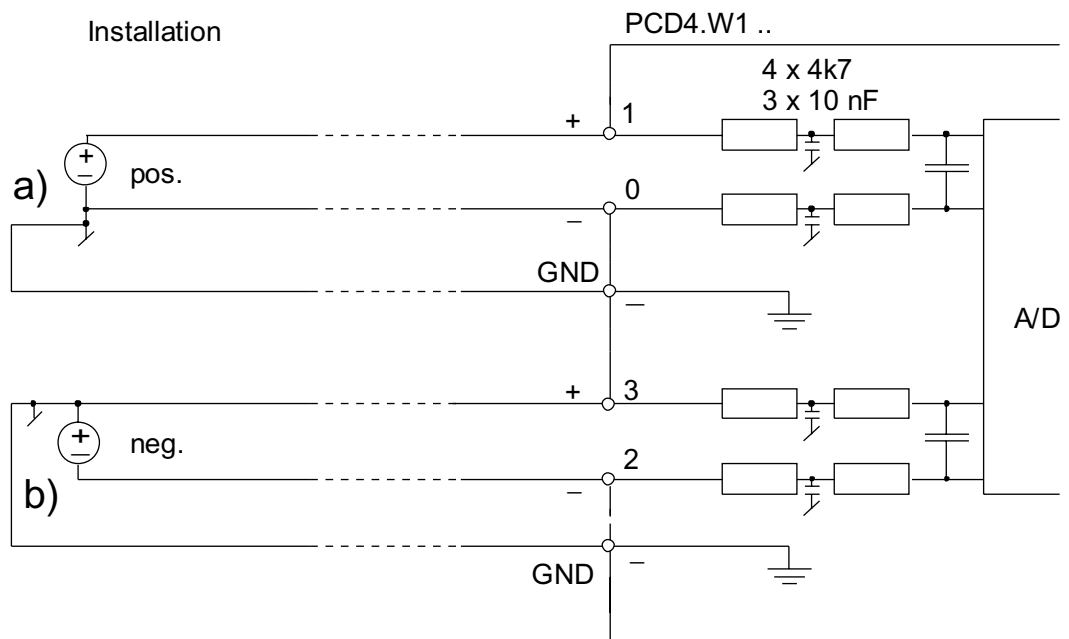 Installation
PCD4.W1 ..
4 x 4k7
3 x 10 nF
+ 1
+
−
pos.
a)
0
−
GND
−
A/D
+ 3
+
−
neg.
2
b)
−
GND
−